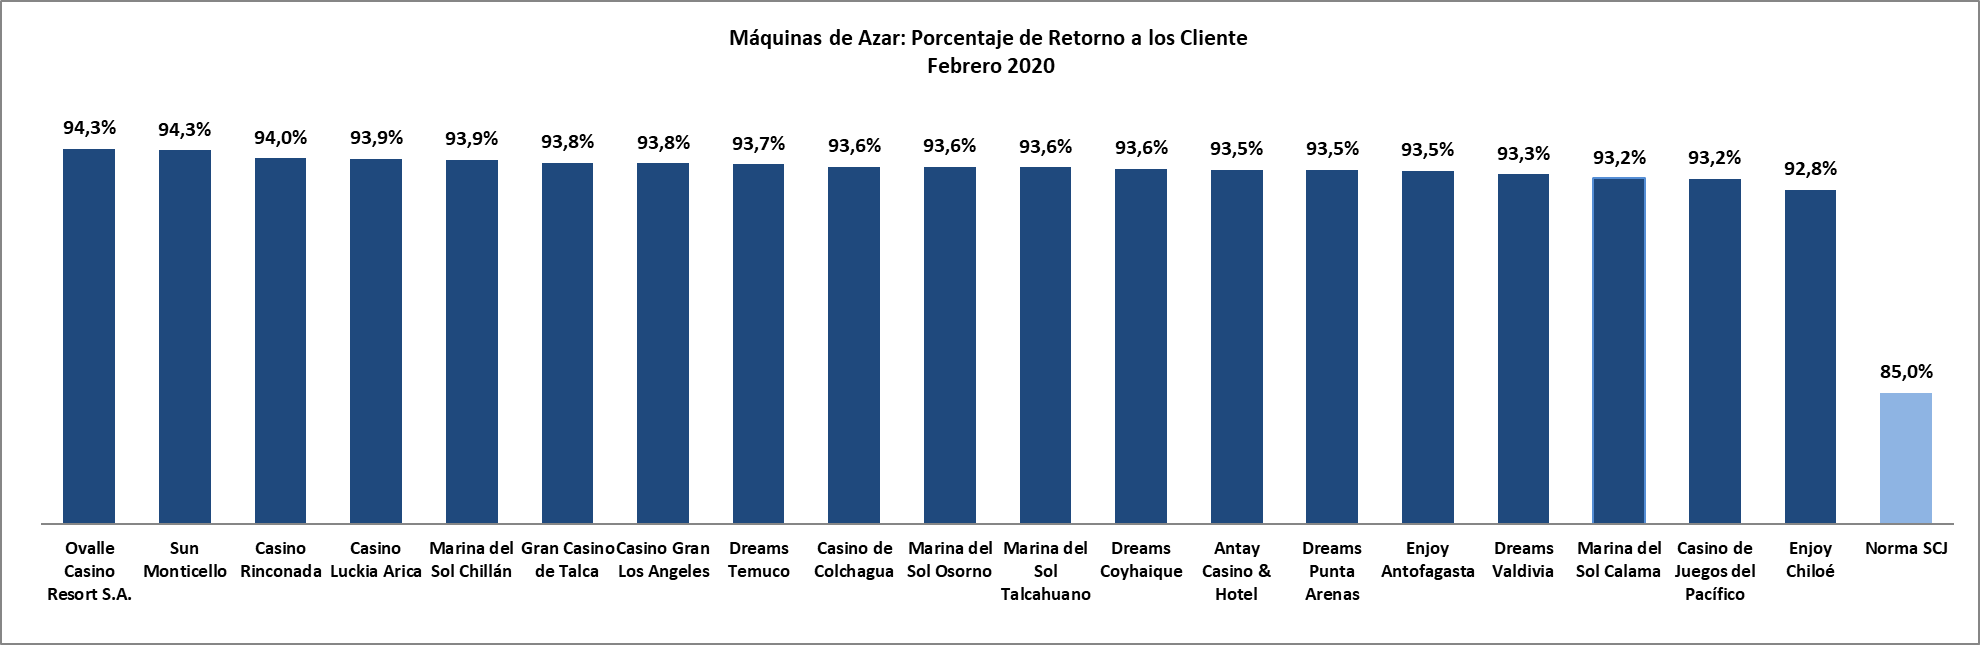 Máquinas de Azar: Porcentaje de Retorno a los Cliente
Febrero 2020
94,3%
94,3%
94,0%
93,9%
93,9%
93,8%
93,8%
93,7%
93,6%
93,6%
93,6%
93,6%
93,5%
93,5%
93,5%
93,3%
93,2%
93,2%
92,8%
85,0%
Ovalle
Casino
Resort S.A.
Sun
Monticello
Casino
Rinconada
Casino
Luckia Arica
Marina del
Sol Chillán
Gran Casino
de Talca
Casino Gran
Los Angeles
Dreams
Temuco
Casino de
Colchagua
Marina del
Sol Osorno
Marina del
Sol
Talcahuano
Dreams
Coyhaique
Antay
Casino &
Hotel
Dreams
Punta
Arenas
Enjoy
Antofagasta
Dreams
Valdivia
Marina del
Sol Calama
Casino de
Juegos del
Pacífico
Enjoy
Chiloé
Norma SCJ